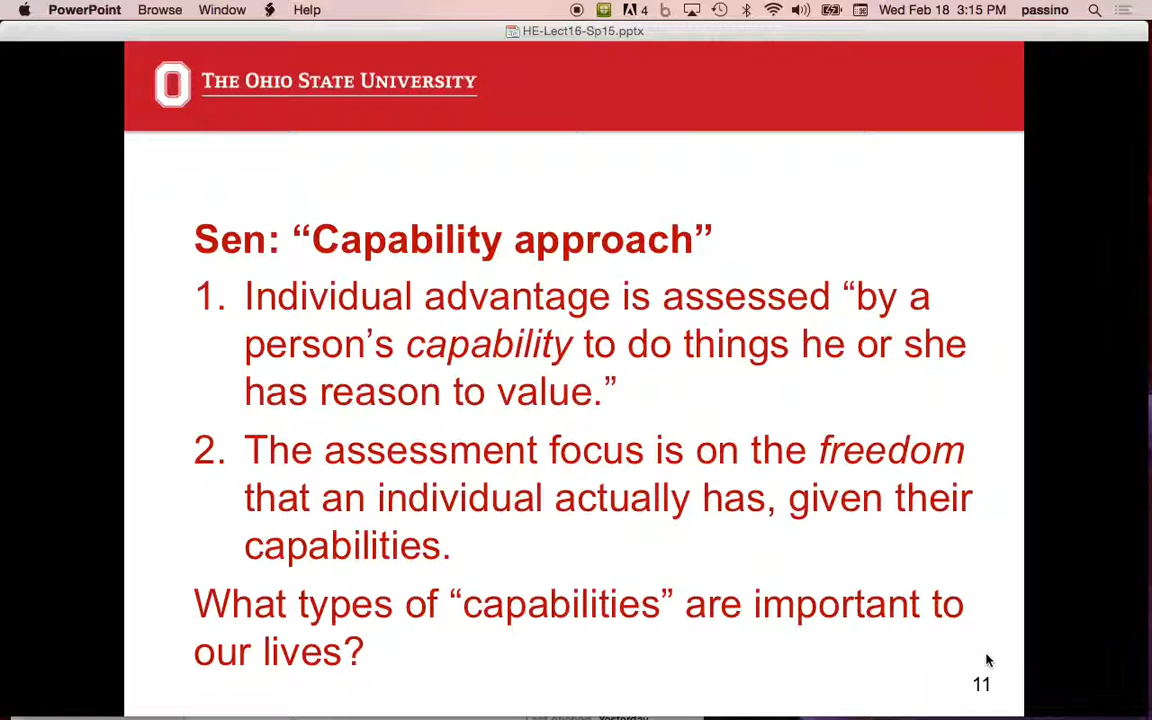 PowerPoint Browse Window Help 4 Wed Feb 18 3:15 PM passino
HE-Lect16-Sp15.pptx
THE OHIO STATE UNIVERSITY
Sen: “Capability approach”
1. Individual advantage is assessed “by a
person’s capability to do things he or she
has reason to value.”
2. The assessment focus is on the freedom
that an individual actually has, given their
capabilities.
What types of “capabilities” are important to
our lives?
11